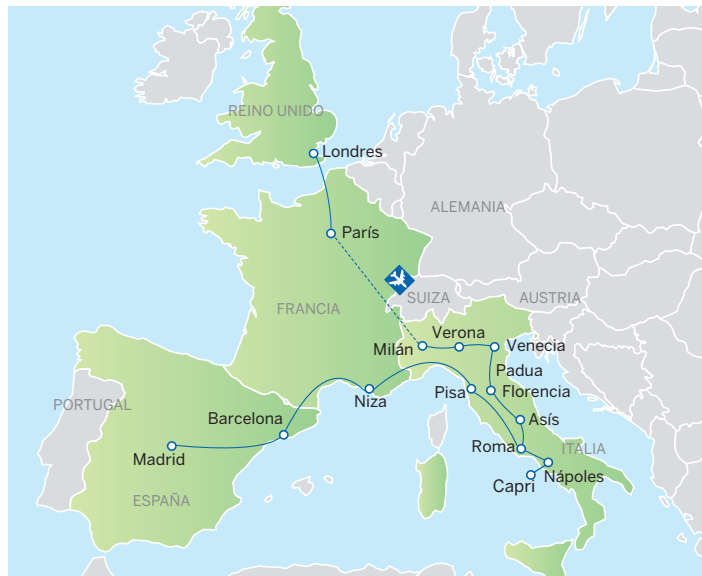 REINO UNIDO
Londres
ALEMANIA
París
SUIZA
AUSTRIA
FRANCIA
Verona
Milán
Venecia
Padua
Florencia
Niza
Pisa
PORTUGAL
Barcelona
Asís
Madrid
Roma
ITALIA
Nápoles
Capri
ESPAÑA